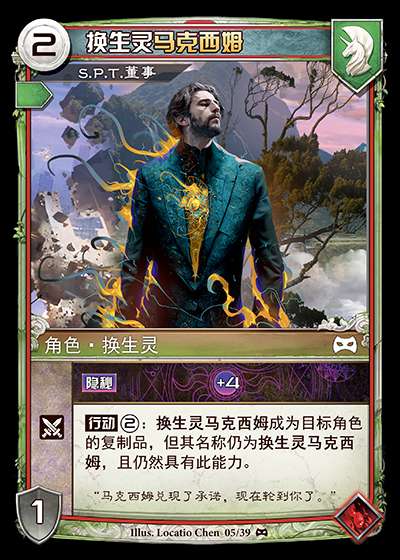 2
换生灵马克西姆
S.P.T.董事
角色·换生灵
隐秘
+4
行动②：换生灵马克西姆成为目标角色
的复制品，但其名称仍为换生灵马克西
姆，且仍然具有此能力。
“马克西姆兑现了承诺，现在轮到你了。”
1
Illus. Locatio Chen 05/39